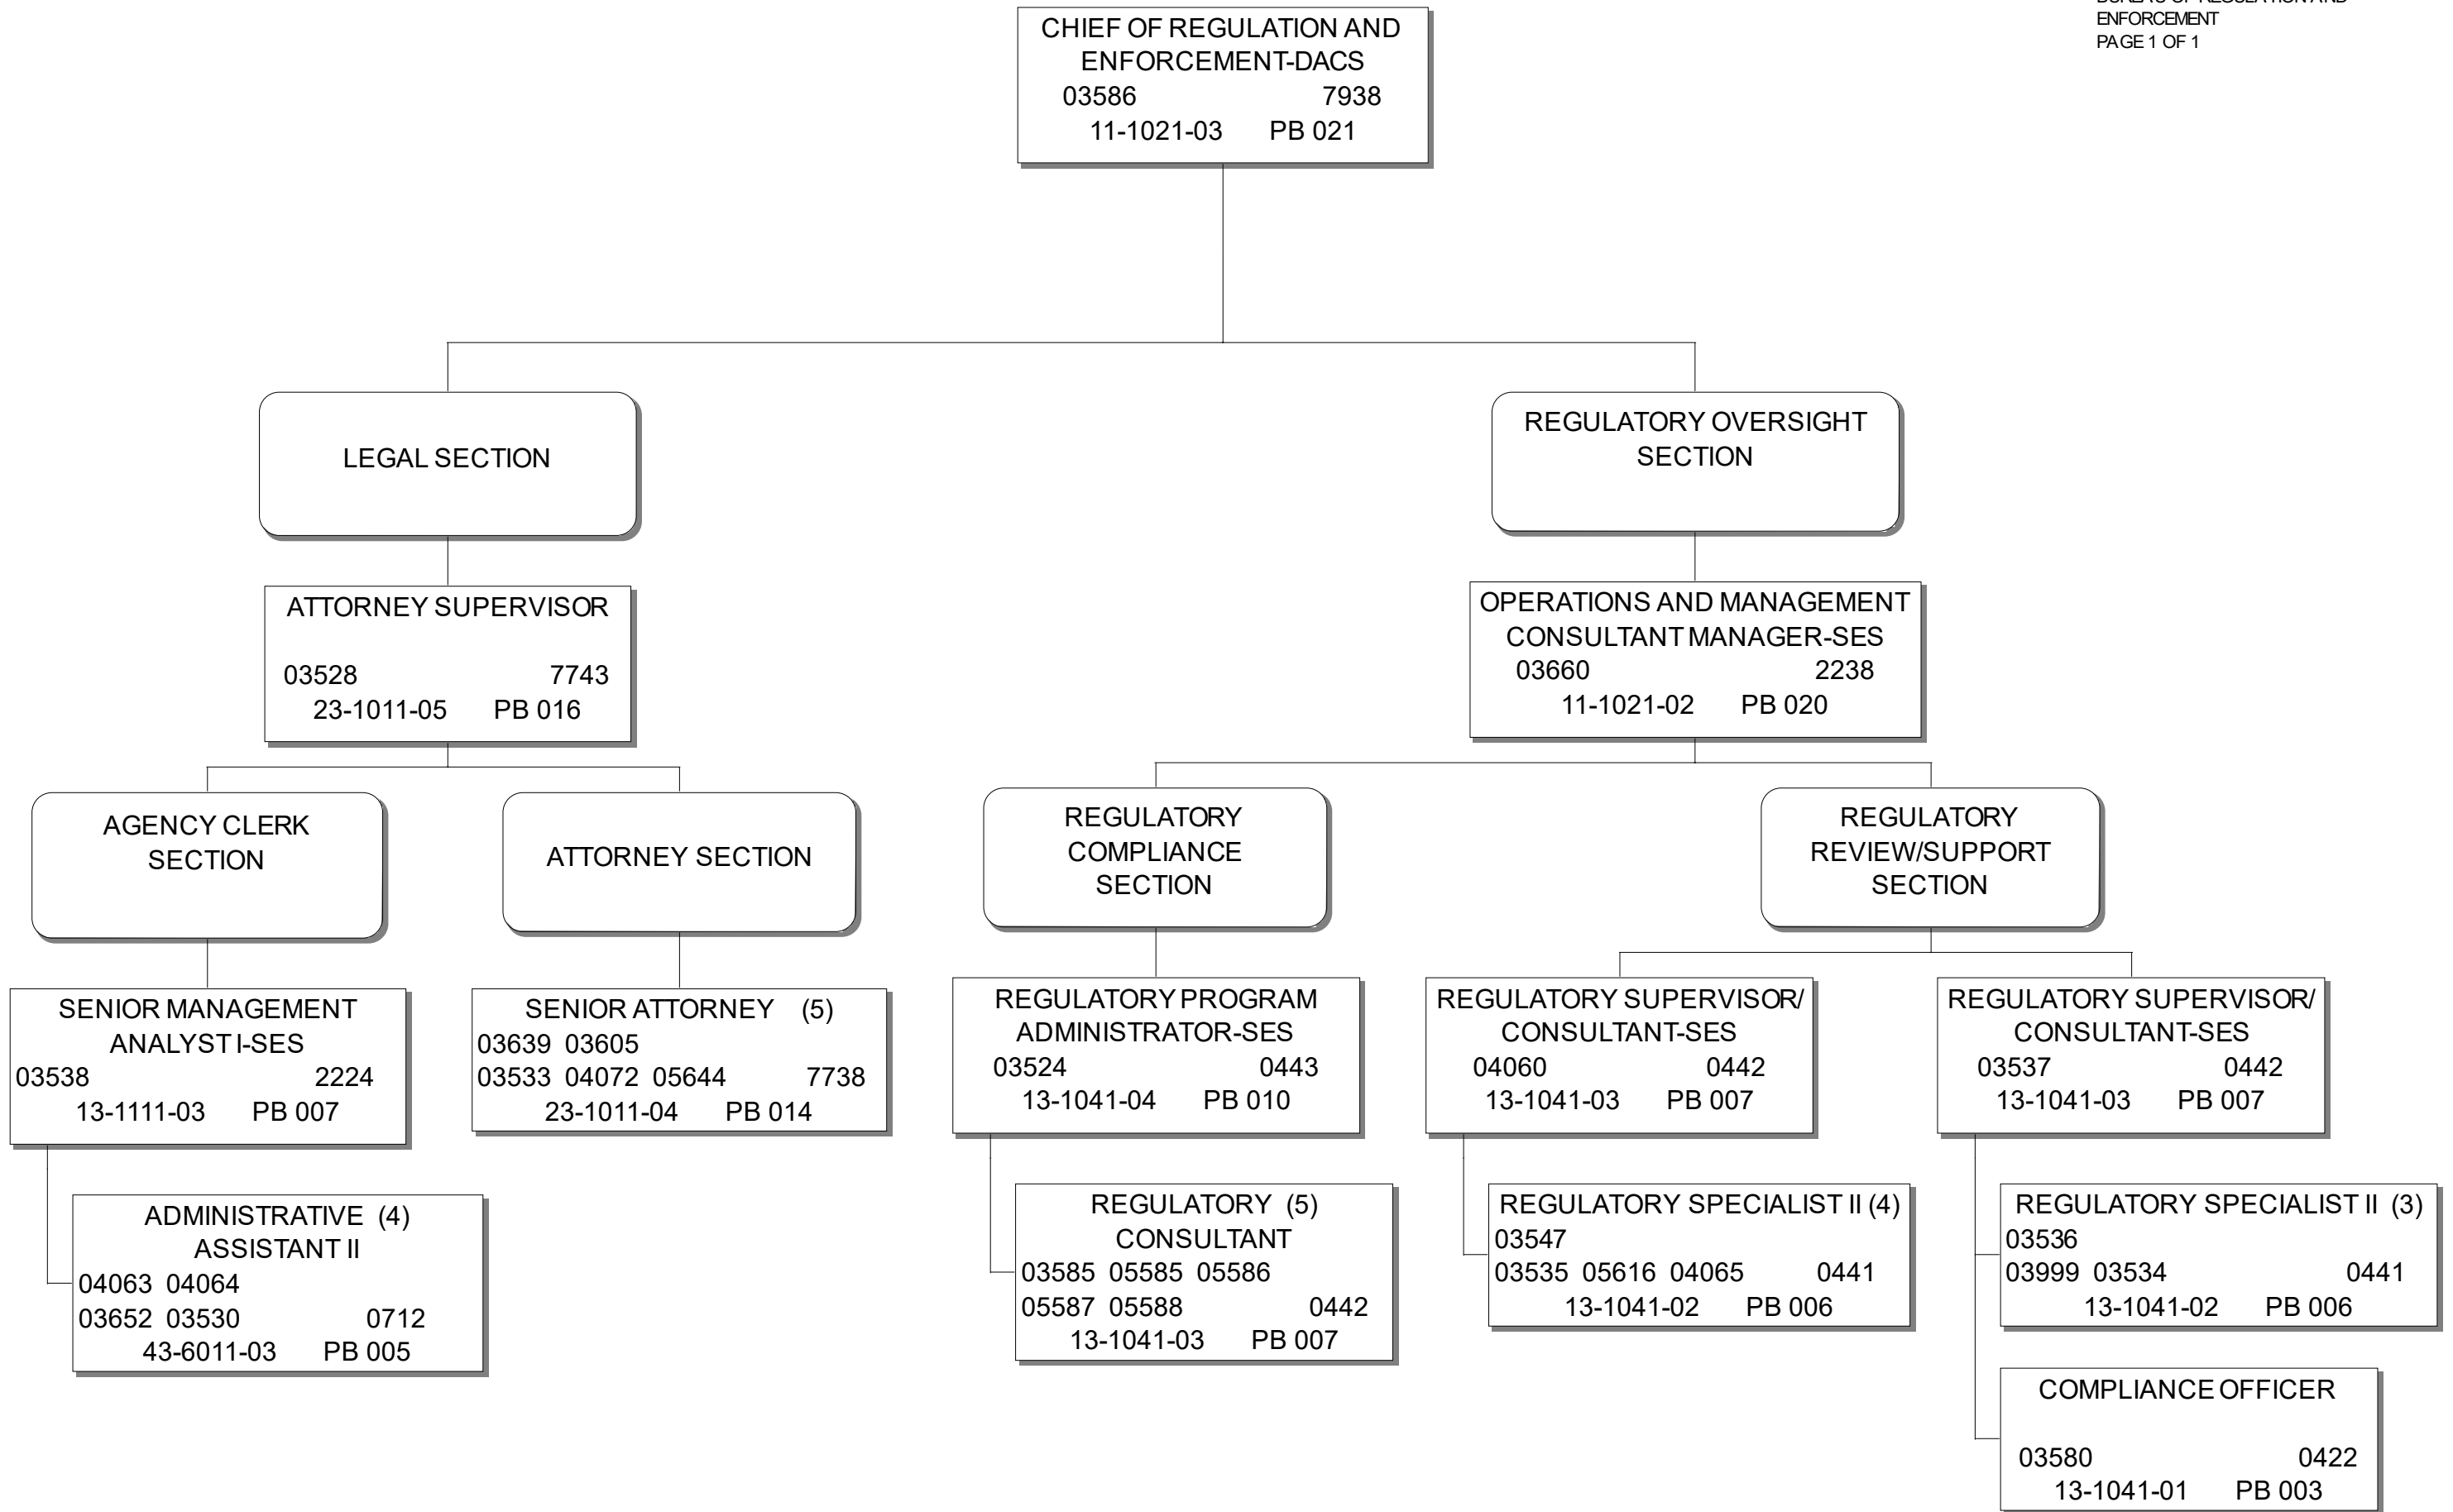 BUREAU OF REGULATION AND
ENFORCEMENT
PAGE 1 OF 1
CHIEF OF REGULATION AND
ENFORCEMENT-DACS
03586 7938
11-1021-03 PB 021
LEGAL SECTION
REGULATORY OVERSIGHT
SECTION
ATTORNEY SUPERVISOR
03528 7743
23-1011-05 PB 016
OPERATIONS AND MANAGEMENT
CONSULTANT MANAGER-SES
03660 2238
11-1021-02 PB 020
AGENCY CLERK
SECTION
ATTORNEY SECTION
REGULATORY
COMPLIANCE
SECTION
REGULATORY
REVIEW/SUPPORT
SECTION
SENIOR MANAGEMENT
ANALYST I-SES
03538 2224
13-1111-03 PB 007
SENIOR ATTORNEY (5)
03639 03605
03533 04072 05644 7738
23-1011-04 PB 014
REGULATORY PROGRAM
ADMINISTRATOR-SES
03524 0443
13-1041-04 PB 010
REGULATORY SUPERVISOR/
CONSULTANT-SES
04060 0442
13-1041-03 PB 007
REGULATORY SUPERVISOR/
CONSULTANT-SES
03537 0442
13-1041-03 PB 007
ADMINISTRATIVE (4)
ASSISTANT II
04063 04064
03652 03530 0712
43-6011-03 PB 005
REGULATORY (5)
CONSULTANT
03585 05585 05586
05587 05588 0442
13-1041-03 PB 007
REGULATORY SPECIALIST II (4)
03547
03535 05616 04065 0441
13-1041-02 PB 006
REGULATORY SPECIALIST II (3)
03536
03999 03534 0441
13-1041-02 PB 006
COMPLIANCE OFFICER
03580 0422
13-1041-01 PB 003